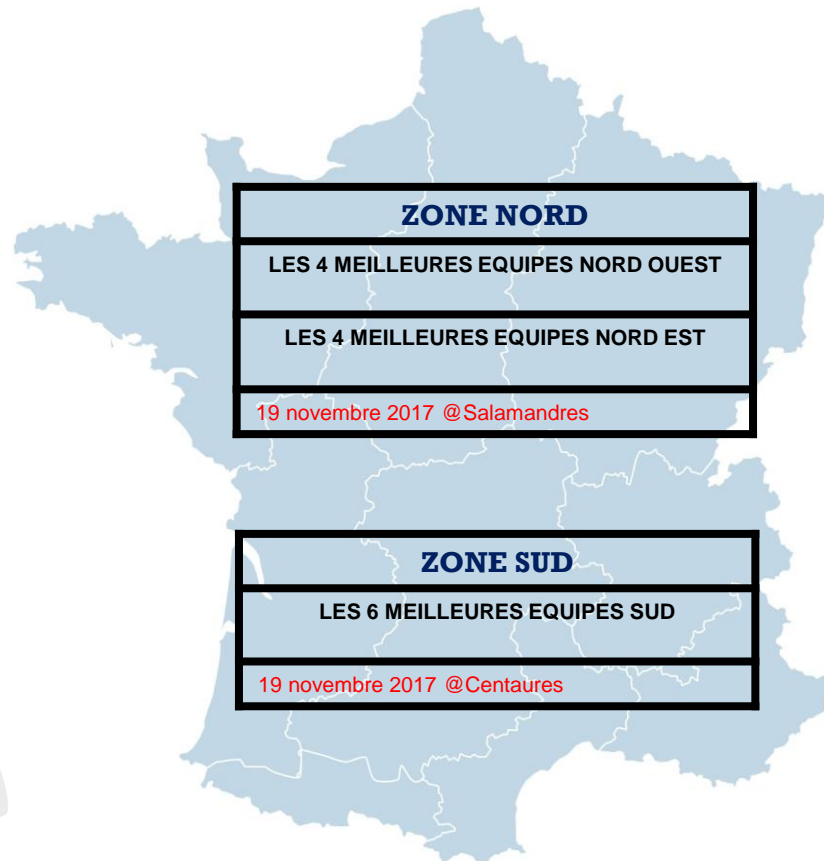 ZONE NORD
LES 4 MEILLEURES EQUIPES NORD OUEST
LES 4 MEILLEURES EQUIPES NORD EST
19 novembre 2017 @Salamandres
ZONE SUD
LES 6 MEILLEURES EQUIPES SUD
19 novembre 2017 @Centaures